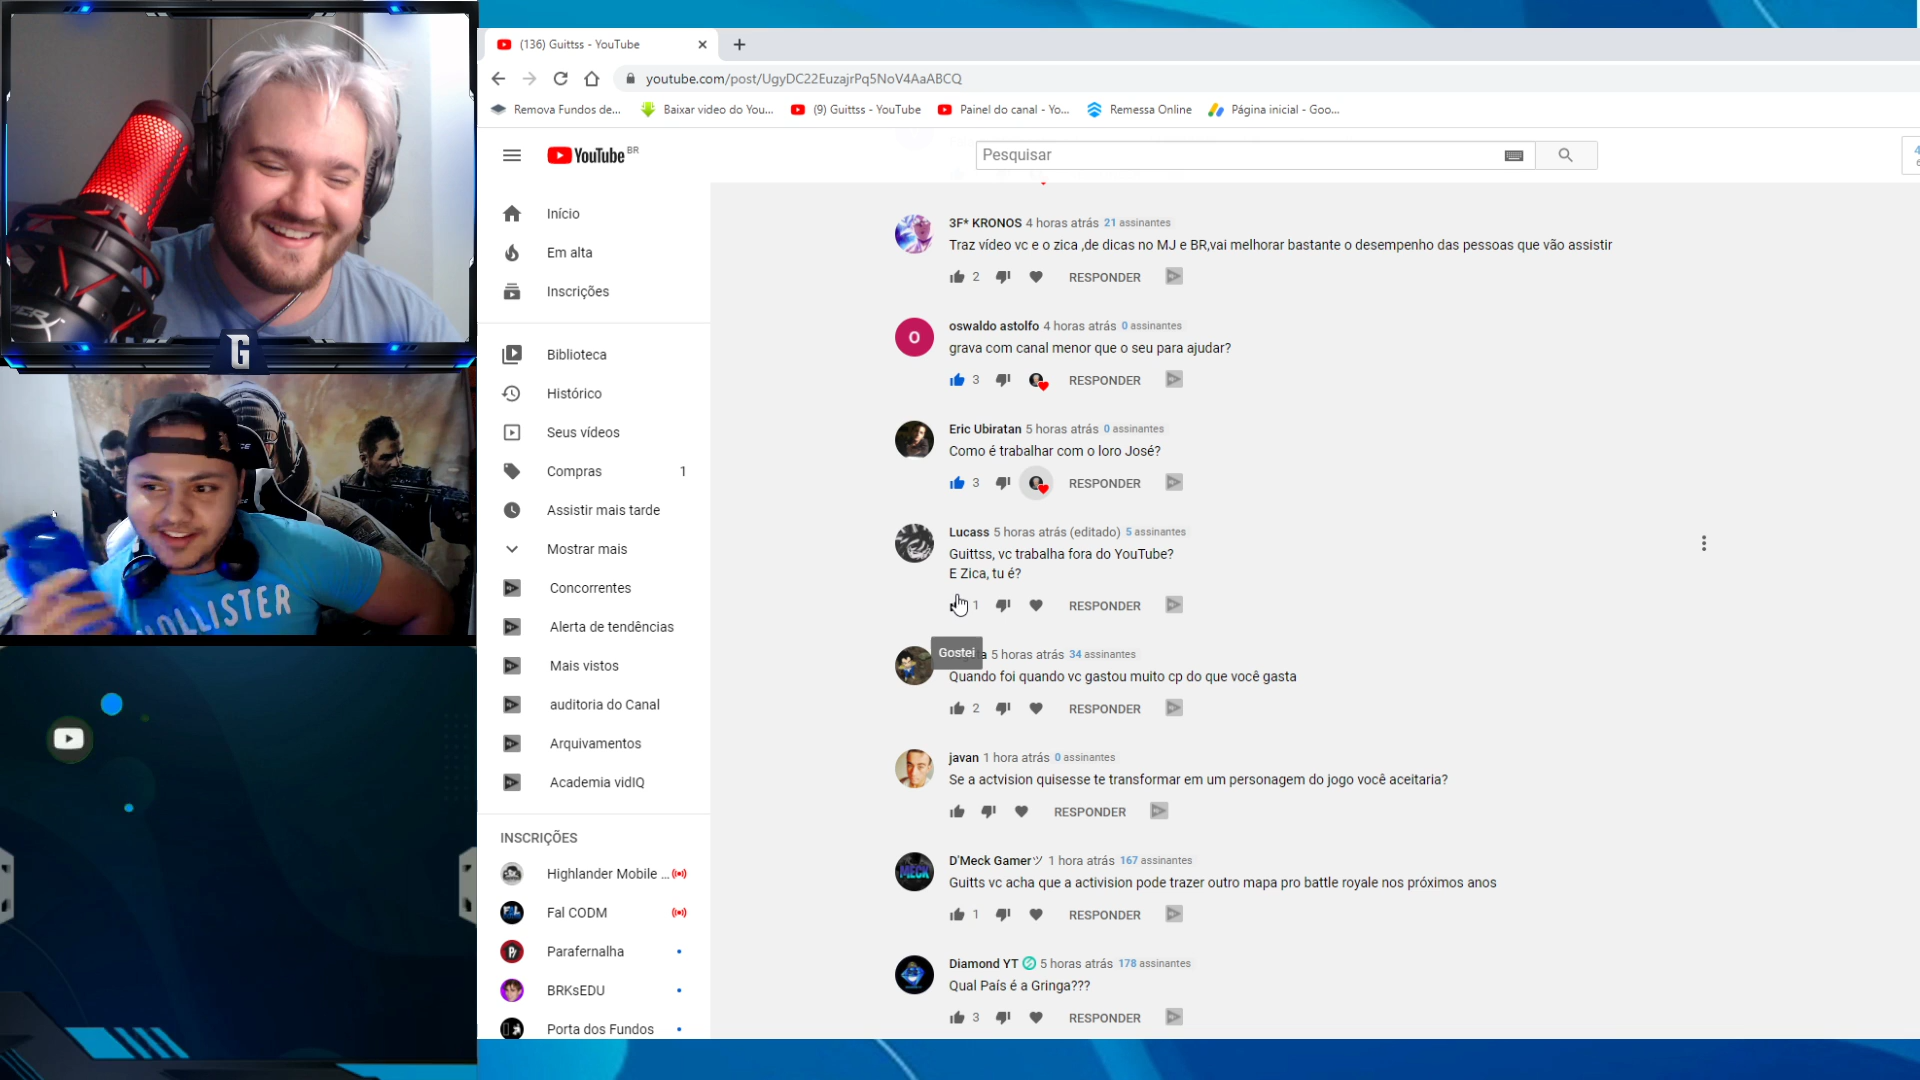 (136) Guittss - YouTube
youtube.com/post/UgyDC22EuzajrPq5NoV4AaABCQ
Remova Fundos de...
Baixar video do You...
(9) Guittss - YouTube
Painel do canal - Yo...
Remessa Online
Página inicial - Goo...
YouTube BR
Pesquisar
Início
Em alta
Inscrições
Biblioteca
Histórico
Seus vídeos
Compras 1
Assistir mais tarde
Mostrar mais
Concorrentes
Alerta de tendências
Mais vistos
auditoria do Canal
Arquivamentos
Academia vidIQ
INSCRIÇÕES
Highlander Mobile ...
Fal CODM
Parafernalha
BRKsEDU
Porta dos Fundos
3F* KRONOS 4 horas atrás 21 assinantes
Traz vídeo vc e o zica ,de dicas no MJ e BR,vai melhorar bastante o desempenho das pessoas que vão assistir
2 RESPONDER
O
oswaldo astolfo 4 horas atrás 0 assinantes
grava com canal menor que o seu para ajudar?
3 RESPONDER
Eric Ubiratan 5 horas atrás 0 assinantes
Como é trabalhar com o loro José?
3 RESPONDER
Lucass 5 horas atrás (editado) 5 assinantes
Guittss, vc trabalha fora do YouTube?
E Zica, tu é?
1 RESPONDER
Gostei
5 horas atrás 34 assinantes
Quando foi quando vc gastou muito cp do que você gasta
2 RESPONDER
javan 1 hora atrás 0 assinantes
Se a actvision quisesse te transformar em um personagem do jogo você aceitaria?
RESPONDER
MECK
D'Meck Gamerツ 1 hora atrás 167 assinantes
Guitts vc acha que a activision pode trazer outro mapa pro battle royale nos próximos anos
1 RESPONDER
Diamond YT 5 horas atrás 178 assinantes
Qual País é a Gringa???
3 RESPONDER
G
HOLLISTER